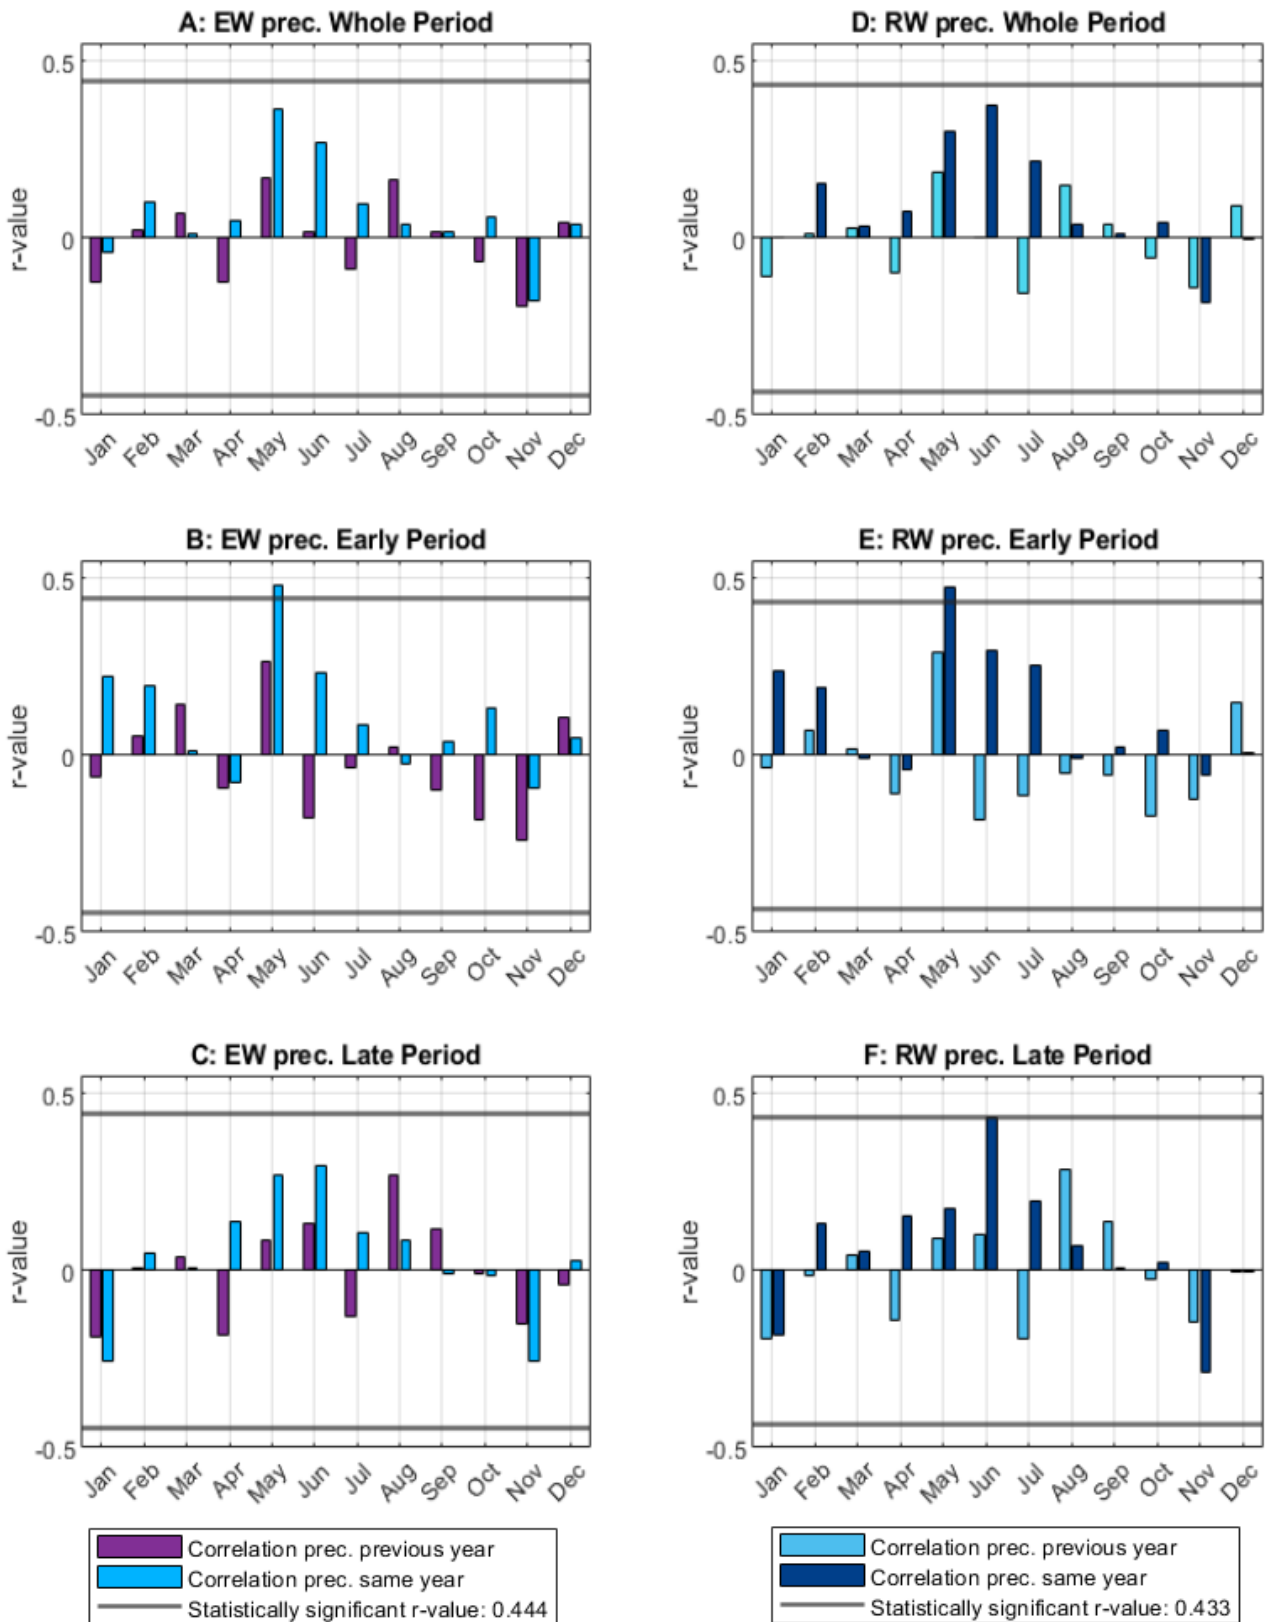 A: EW prec. Whole Period
0.5
0
-0.5
r-value
Jan Feb Mar Apr May Jun Jul Aug Sep Oct Nov Dec
D: RW prec. Whole Period
0.5
0
-0.5
r-value
Jan Feb Mar Apr May Jun Jul Aug Sep Oct Nov Dec
B: EW prec. Early Period
0.5
0
-0.5
r-value
Jan Feb Mar Apr May Jun Jul Aug Sep Oct Nov Dec
E: RW prec. Early Period
0.5
0
-0.5
r-value
Jan Feb Mar Apr May Jun Jul Aug Sep Oct Nov Dec
C: EW prec. Late Period
0.5
0
-0.5
r-value
Jan Feb Mar Apr May Jun Jul Aug Sep Oct Nov Dec
F: RW prec. Late Period
0.5
0
-0.5
r-value
Jan Feb Mar Apr May Jun Jul Aug Sep Oct Nov Dec
Correlation prec. previous year
Correlation prec. same year
Statistically significant r-value: 0.444
Correlation prec. previous year
Correlation prec. same year
Statistically significant r-value: 0.433